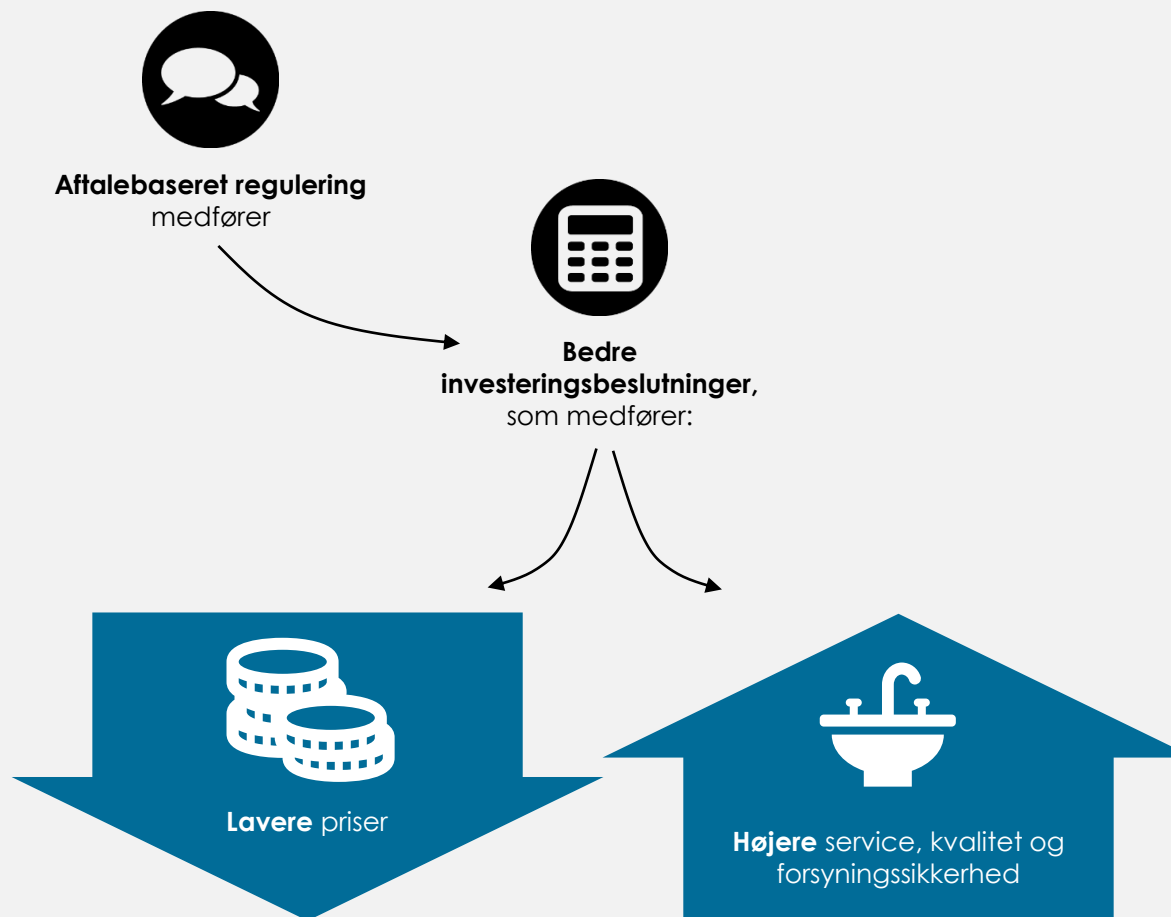 Aftalebaseret regulering
medfører
Bedre
investeringsbeslutninger,
som medfører:
Lavere priser
Højere service, kvalitet og
forsyningssikkerhed